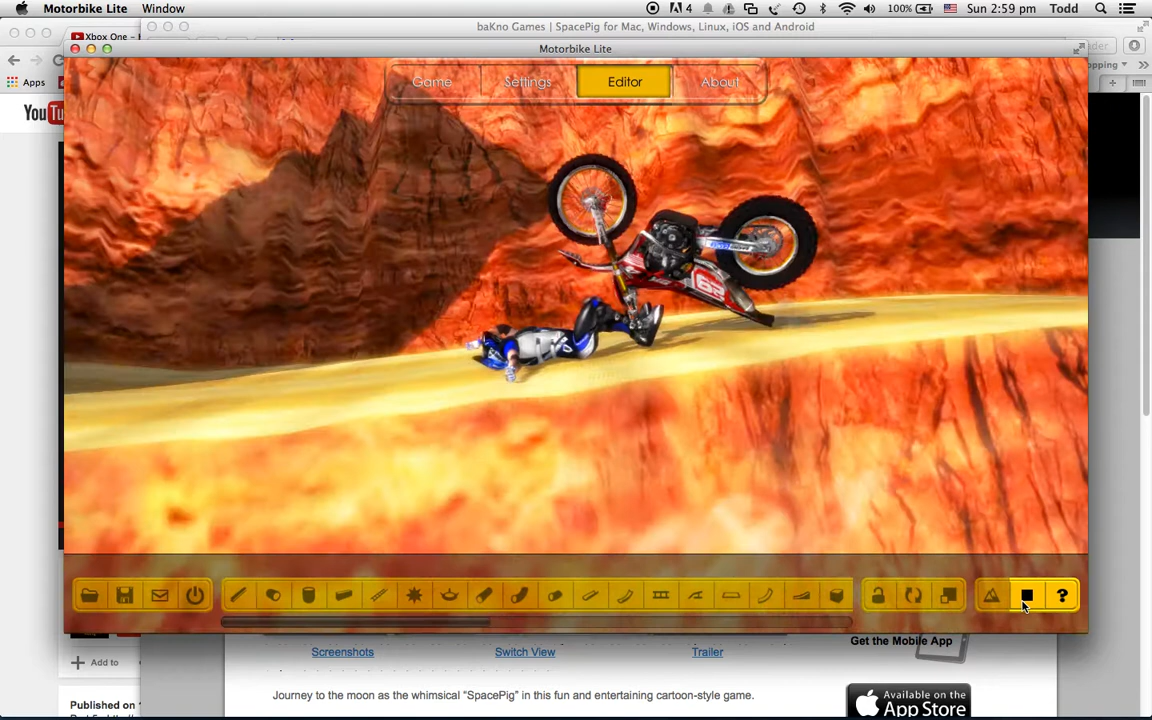 Motorbike Lite Window
4 100% Sun 2:59 pm Todd
Xbox One –
baKno Games | SpacePig for Mac, Windows, Linux, iOS and Android
Motorbike Lite
Apps
You
Game Settings Editor About
62
?
Get the Mobile App
Screenshots Switch View Trailer
Add to
Journey to the moon as the whimsical "SpacePig" in this fun and entertaining cartoon-style game.
Published on
Available on the
App Store